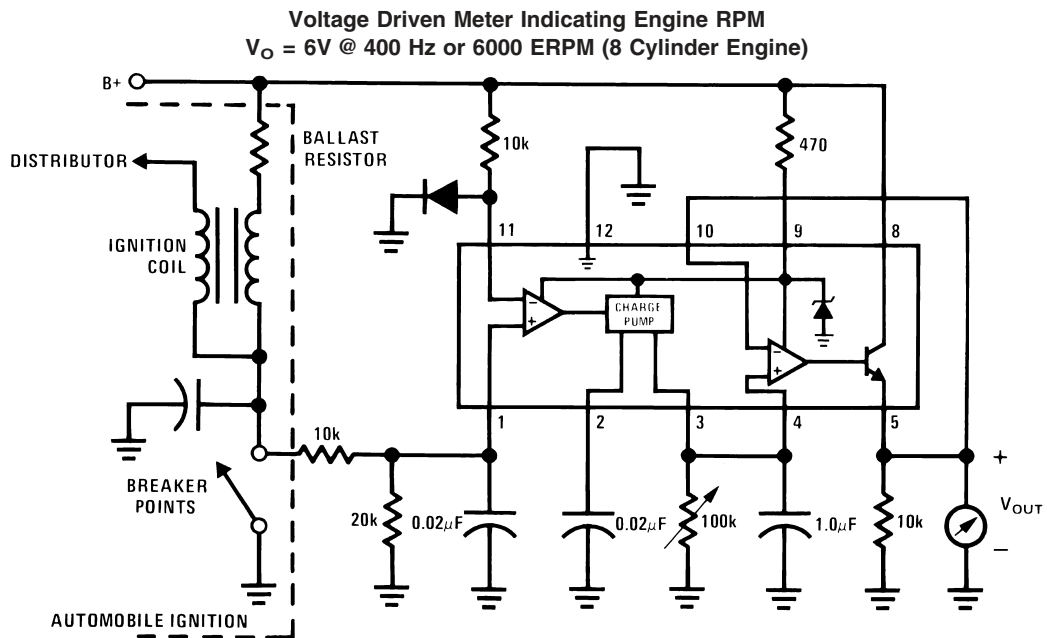 Voltage Driven Meter Indicating Engine RPM
VO = 6V @ 400 Hz or 6000 ERPM (8 Cylinder Engine)
B+
BALLAST
RESISTOR
DISTRIBUTOR
IGNITION
COIL
10k
470
11
12
10
9
8
CHARGE
PUMP
−
+
−
+
1
2
3
4
5
10k
BREAKER
POINTS
20k
0.02μF
0.02μF
100k
1.0μF
10k
+
VOUT
−
AUTOMOBILE IGNITION